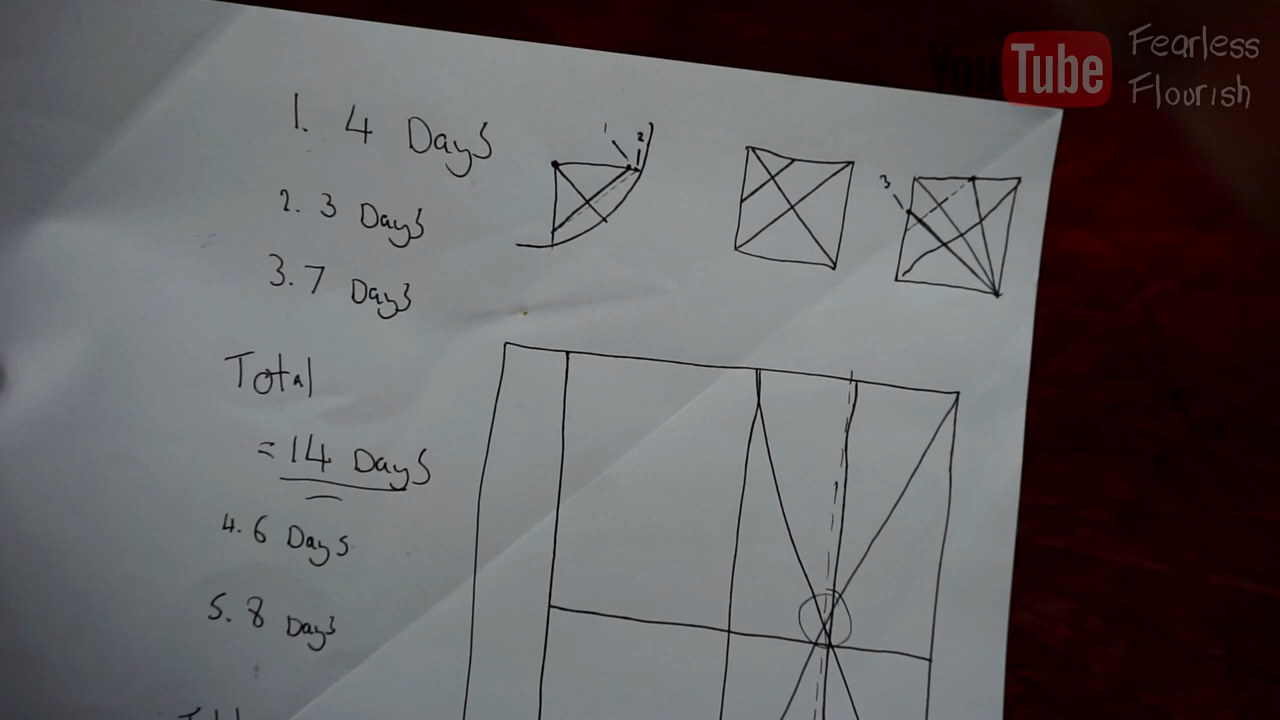 YouTube
Fearless
Flourish
1. 4 Days
2. 3 Days
3. 7 Days
Total
= 14 Days
4. 6 Days
5. 8 Days
1
2
3